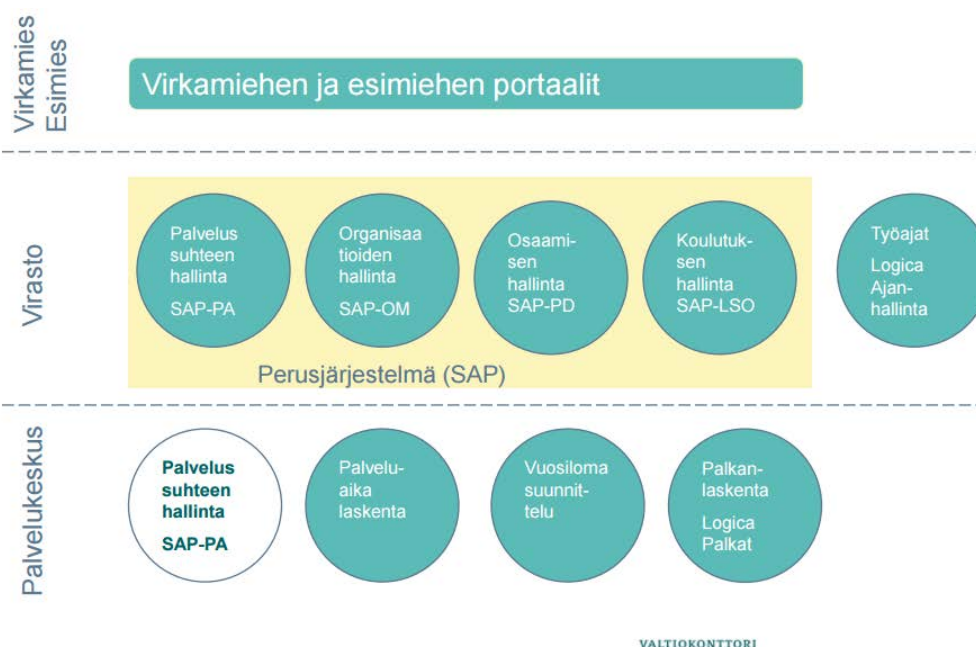 Virkamies
Esimies
Virkamiehen ja esimiehen portaalit
Virasto
Palvelus
suhteen
hallinta
SAP-PA
Organisaa
tioiden
hallinta
SAP-OM
Osaami-
sen
hallinta
SAP-PD
Koulutuk-
sen
hallinta
SAP-LSO
Työajat
Logica
Ajan-
hallinta
Perusjärjestelmä (SAP)
Palvelukeskus
Palvelus
suhteen
hallinta
SAP-PA
Palvelu-
aika
laskenta
Vuosiloma
suunnit-
telu
Palkan-
laskenta
Logica
Palkat
VALTIOKONTTORI